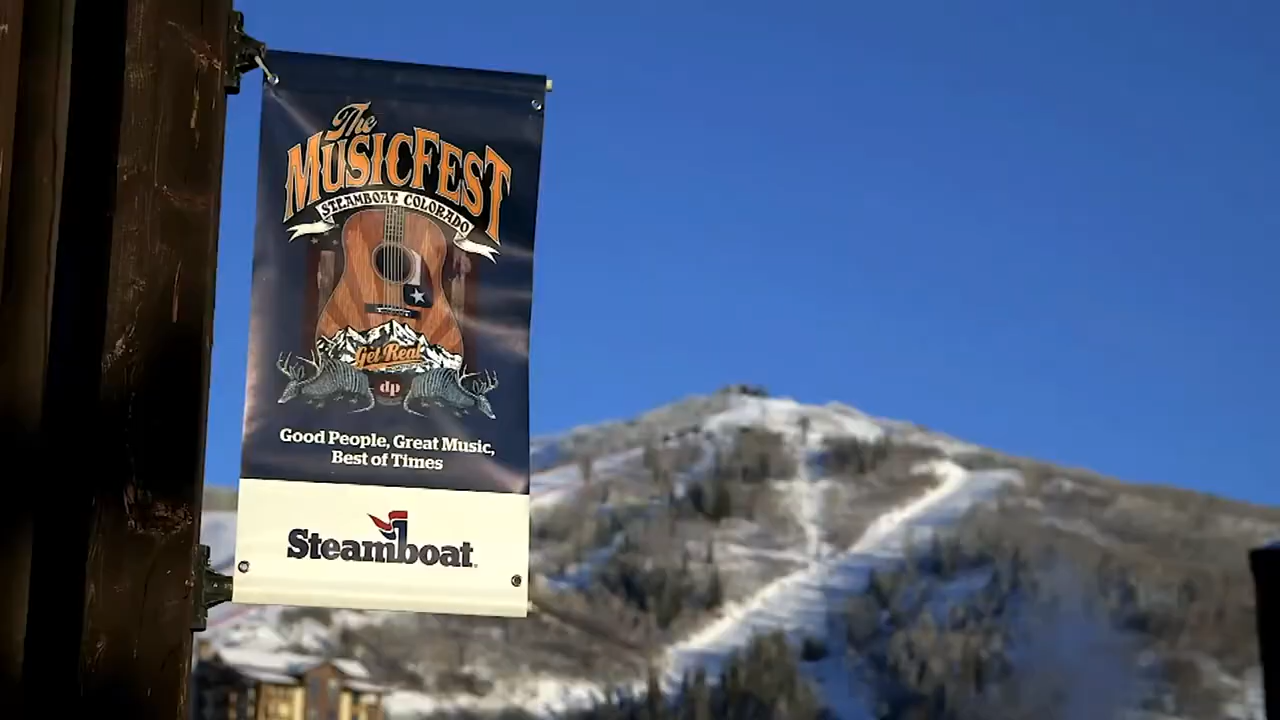 The
MUSICFEST
STEAMBOAT COLORADO
Get Real
dp
Good People, Great Music,
Best of Times
Steamboat